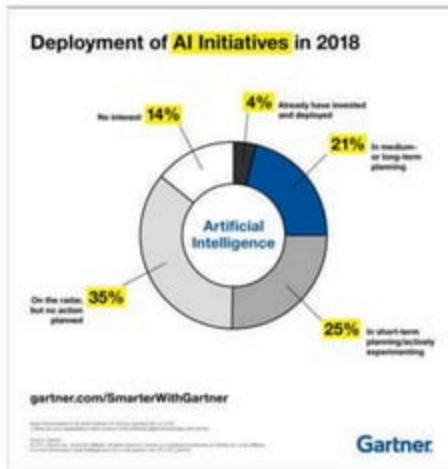 Deployment of AI Initiatives in 2018
4% Already have invested
and deployed
No interest 14%
21% In medium-
or long-term
planning
Artificial
Intelligence
On the radar, 35%
but no action
planned
25% In short-term
planning/actively
experimenting
gartner.com/SmarterWithGartner
Gartner